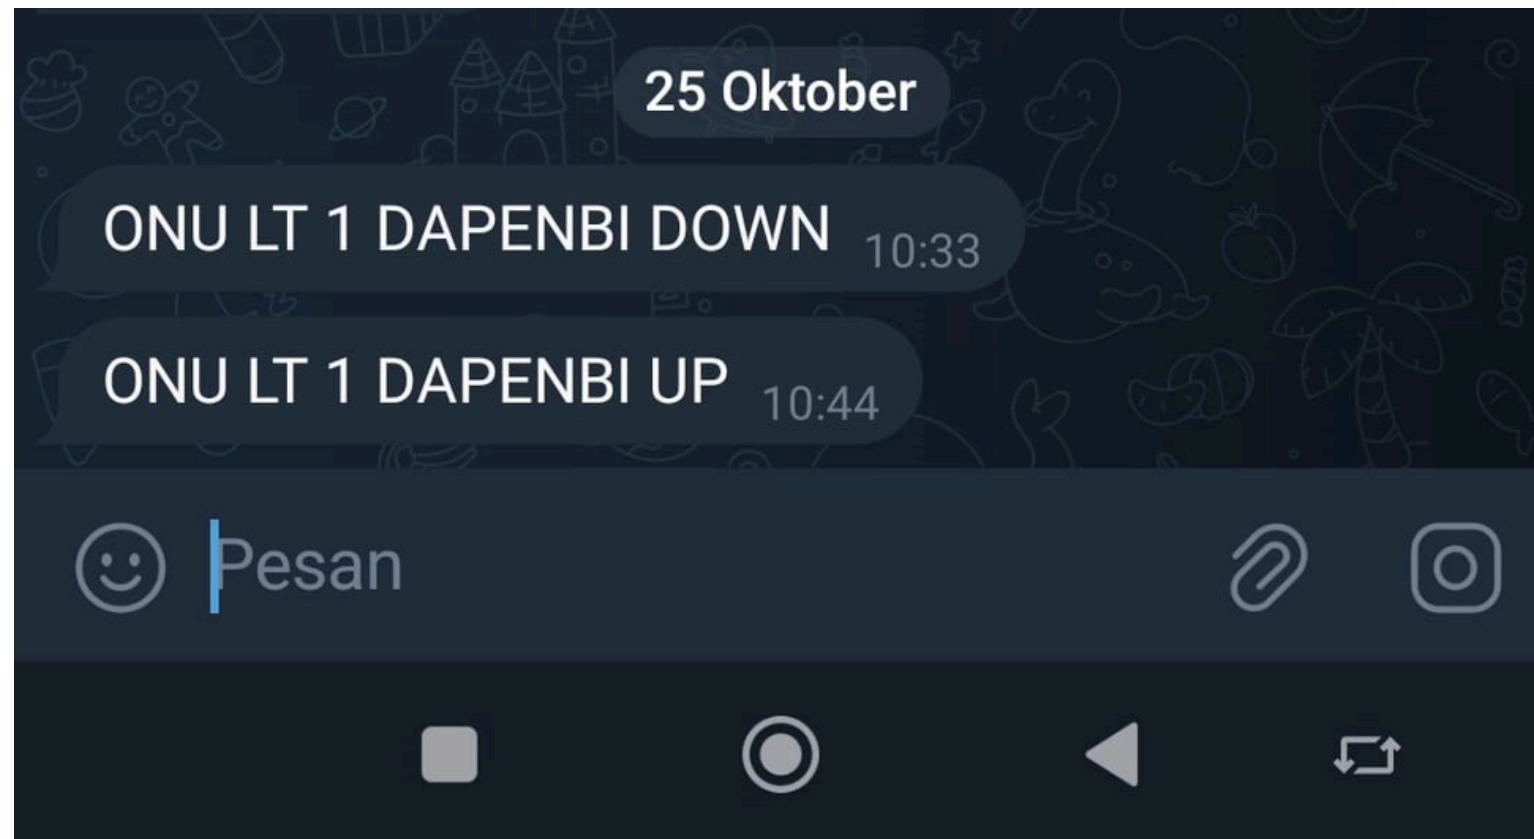 25 Oktober
ONU LT 1 DAPENBI DOWN 10:33
ONU LT 1 DAPENBI UP 10:44
Pesan